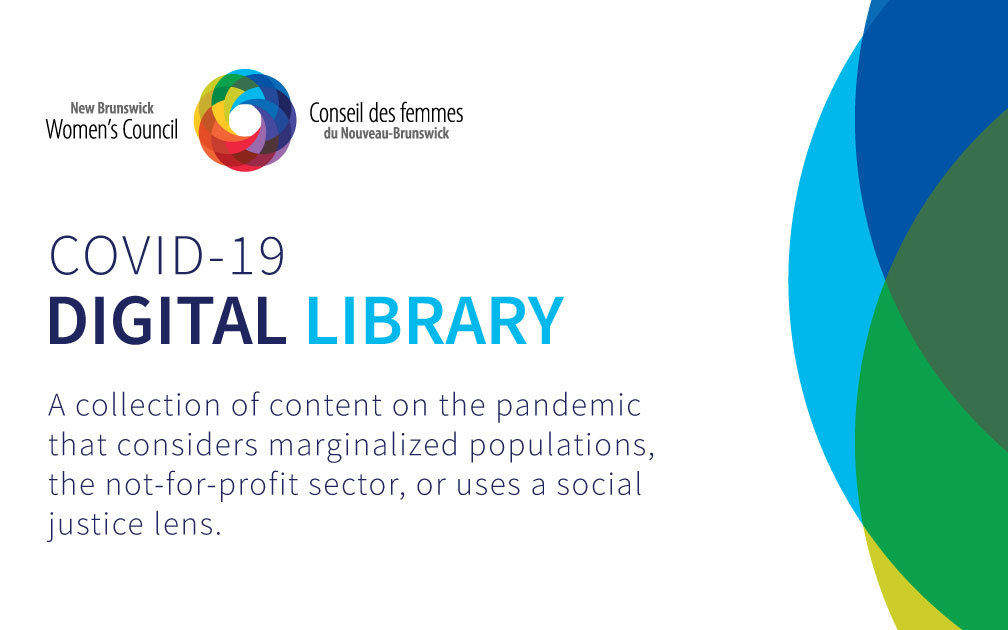 New Brunswick
Women's Council
Conseil des femmes
du Nouveau-Brunswick
COVID-19
DIGITAL LIBRARY
A collection of content on the pandemic
that considers marginalized populations,
the not-for-profit sector, or uses a social
justice lens.